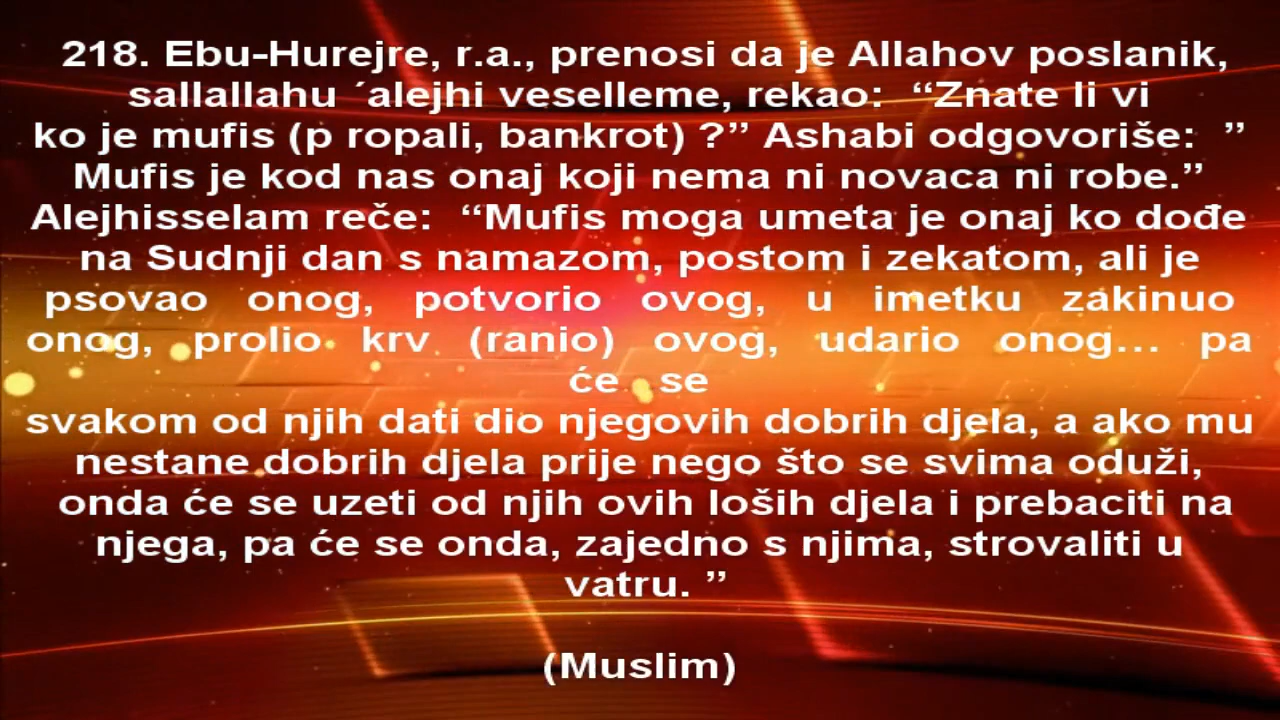 218. Ebu-Hurejre, r.a., prenosi da je Allahov poslanik,
sallallahu ´alejhi veselleme, rekao: “Znate li vi
ko je mufis (p ropali, bankrot) ?” Ashabi odgovoriše: ”
Mufis je kod nas onaj koji nema ni novaca ni robe.”
Alejhisselam reče: “Mufis moga umeta je onaj ko dođe
na Sudnji dan s namazom, postom i zekatom, ali je
psovao onog, potvorio ovog, u imetku zakinuo
onog, prolio krv (ranio) ovog, udario onog… pa
će se
svakom od njih dati dio njegovih dobrih djela, a ako mu
nestane dobrih djela prije nego što se svima oduži,
onda će se uzeti od njih ovih loših djela i prebaciti na
njega, pa će se onda, zajedno s njima, strovaliti u
vatru. ”
(Muslim)